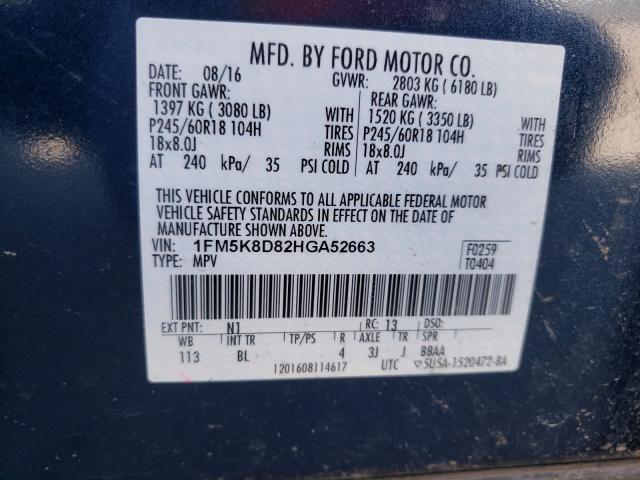 MFD. BY FORD MOTOR CO.
DATE: 08/16 GVWR: 2803 KG ( 6180 LB)
FRONT GAWR: REAR GAWR:
1397 KG ( 3080 LB) WITH 1520 KG ( 3350 LB) WITH
P245/60R18 104H TIRES P245/60R18 104H TIRES
18x8.0J RIMS 18x8.0J RIMS
AT 240 kPa/ 35 PSI COLD AT 240 kPa/ 35 PSI COLD
THIS VEHICLE CONFORMS TO ALL APPLICABLE FEDERAL MOTOR
VEHICLE SAFETY STANDARDS IN EFFECT ON THE DATE OF
MANUFACTURE SHOWN ABOVE.
VIN: 1FM5K8D82HGA52663 F0259
TYPE: MPV T0404
EXT PNT: N1 RC: 13 DSO:
WB INT TR TP/PS R AXLE TR SPR
113 BL 4 3J J BBAA
1201608114617 UTC ▽5U5A-1520472-BA